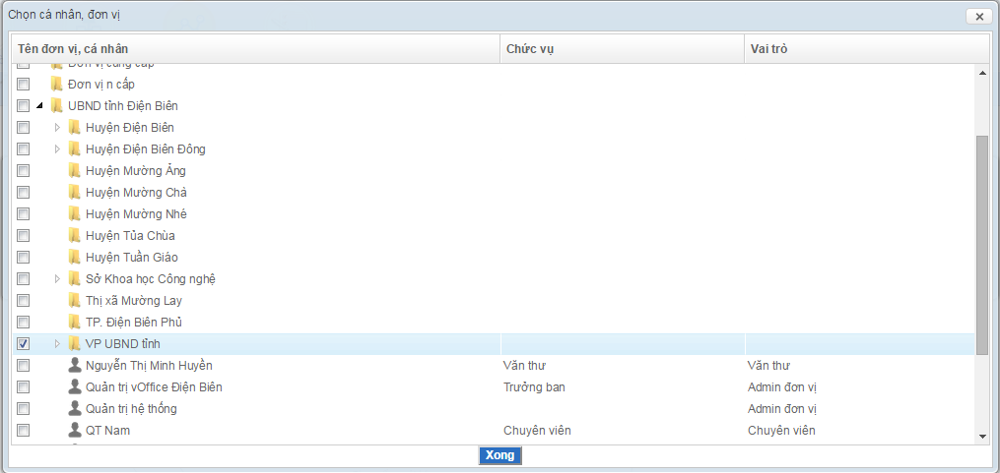 Chọn cá nhân, đơn vị
Tên đơn vị, cá nhân Chức vụ Vai trò
Đơn vị cùng cấp
Đơn vị n cấp
UBND tỉnh Điện Biên
Huyện Điện Biên
Huyện Điện Biên Đông
Huyện Mường Ảng
Huyện Mường Chà
Huyện Mường Nhé
Huyện Tủa Chùa
Huyện Tuần Giáo
Sở Khoa học Công nghệ
Thị xã Mường Lay
TP. Điện Biên Phủ
VP UBND tỉnh
Nguyễn Thị Minh Huyền Văn thư Văn thư
Quản trị vOffice Điện Biên Trưởng ban Admin đơn vị
Quản trị hệ thống Admin đơn vị
QT Nam Chuyên viên Chuyên viên
Xong